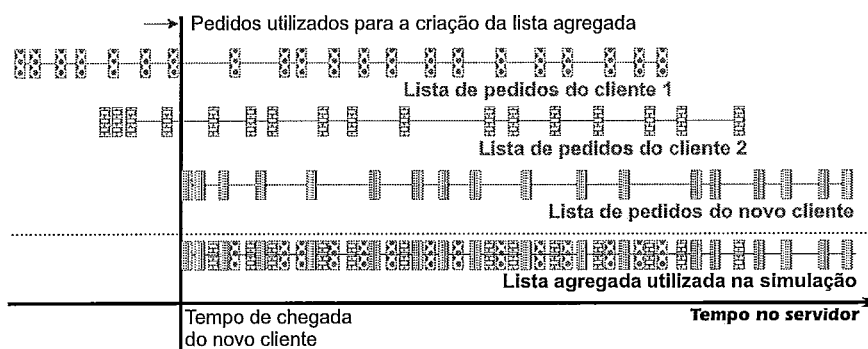 Pedidos utilizados para a criação da lista agregada
Lista de pedidos do cliente 1
Lista de pedidos do cliente 2
Lista de pedidos do novo cliente
Lista agregada utilizada na simulação
Tempo de chegada
do novo cliente
Tempo no servidor